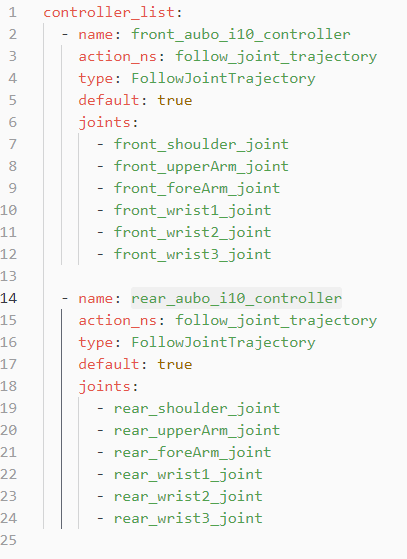 1 controller_list:
2   - name: front_aubo_i10_controller
3     action_ns: follow_joint_trajectory
4     type: FollowJointTrajectory
5     default: true
6     joints:
7       - front_shoulder_joint
8       - front_upperArm_joint
9       - front_foreArm_joint
10       - front_wrist1_joint
11       - front_wrist2_joint
12       - front_wrist3_joint
13
14   - name: rear_aubo_i10_controller
15     action_ns: follow_joint_trajectory
16     type: FollowJointTrajectory
17     default: true
18     joints:
19       - rear_shoulder_joint
20       - rear_upperArm_joint
21       - rear_foreArm_joint
22       - rear_wrist1_joint
23       - rear_wrist2_joint
24       - rear_wrist3_joint
25